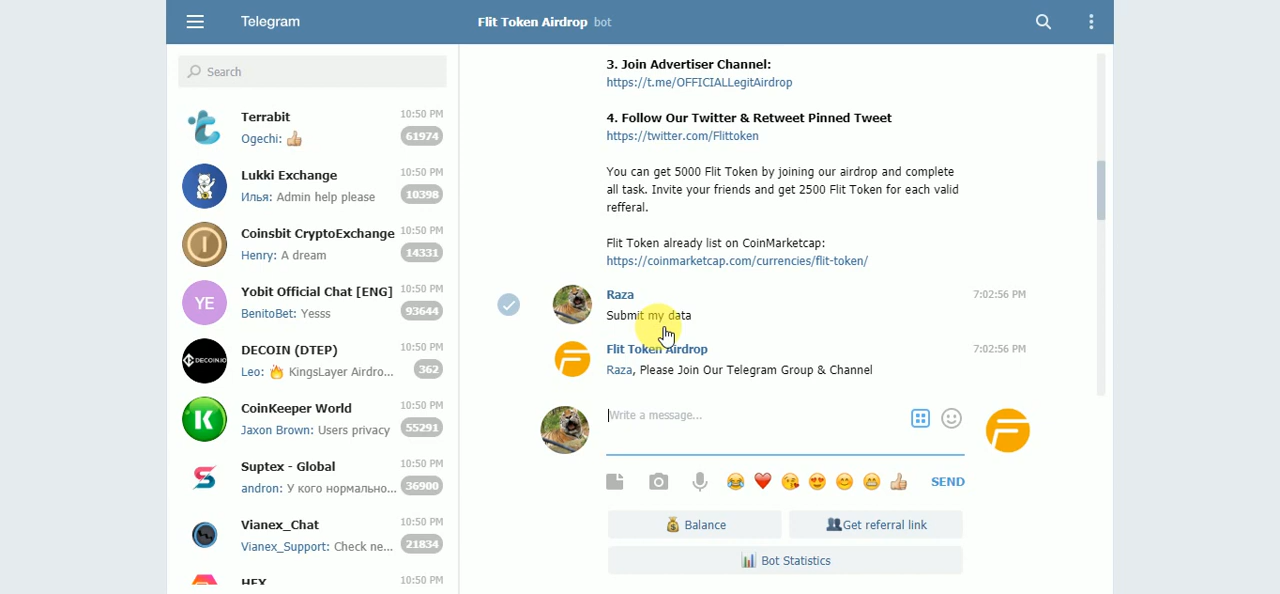 Telegram
Flit Token Airdrop bot
Search
Terrabit 10:50 PM
Ogechi: 👍 61974
Lukki Exchange 10:50 PM
Илья: Admin help please 10398
Coinsbit CryptoExchange 10:50 PM
Henry: A dream 14331
YE
Yobit Official Chat [ENG] 10:50 PM
BenitoBet: Yesss 93644
DECOIN.IO
DECOIN (DTEP) 10:50 PM
Leo: 🔥 KingsLayer Airdro... 362
CoinKeeper World 10:50 PM
Jaxon Brown: Users privacy 55291
Suptex - Global 10:50 PM
andron: У кого нормально... 36900
Vianex_Chat 10:50 PM
Vianex_Support: Check ne... 21834
HEX 10:50 PM
3. Join Advertiser Channel:
https://t.me/OFFICIALLegitAirdrop
4. Follow Our Twitter & Retweet Pinned Tweet
https://twitter.com/Flittoken
You can get 5000 Flit Token by joining our airdrop and complete
all task. Invite your friends and get 2500 Flit Token for each valid
refferal.
Flit Token already list on CoinMarketcap:
https://coinmarketcap.com/currencies/flit-token/
Raza 7:02:56 PM
Submit my data
Flit Token Airdrop 7:02:56 PM
Raza, Please Join Our Telegram Group & Channel
Write a message...
SEND
Balance
Get referral link
Bot Statistics